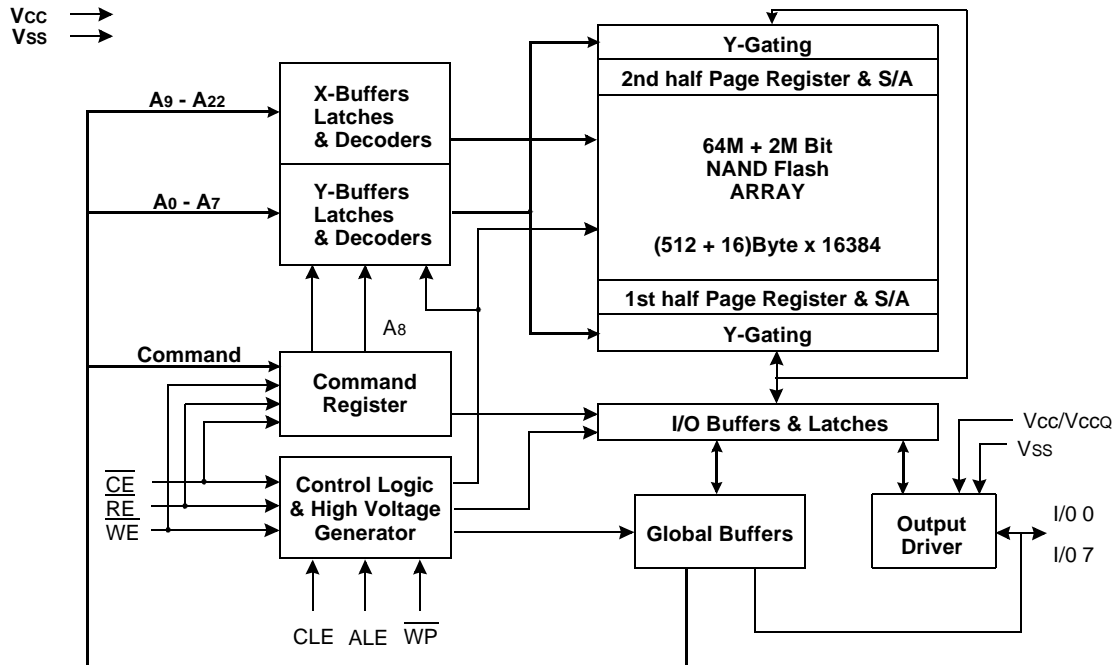 VCC
VSS
A9 - A22
X-Buffers
Latches
& Decoders
A0 - A7
Y-Buffers
Latches
& Decoders
A8
Y-Gating
2nd half Page Register & S/A
64M + 2M Bit
NAND Flash
ARRAY
(512 + 16)Byte x 16384
1st half Page Register & S/A
Y-Gating
Command
Command
Register
I/O Buffers & Latches
VCC/VCCQ
VSS
CE
RE
WE
Control Logic
& High Voltage
Generator
Global Buffers
Output
Driver
I/0 0
I/0 7
CLE
ALE
WP